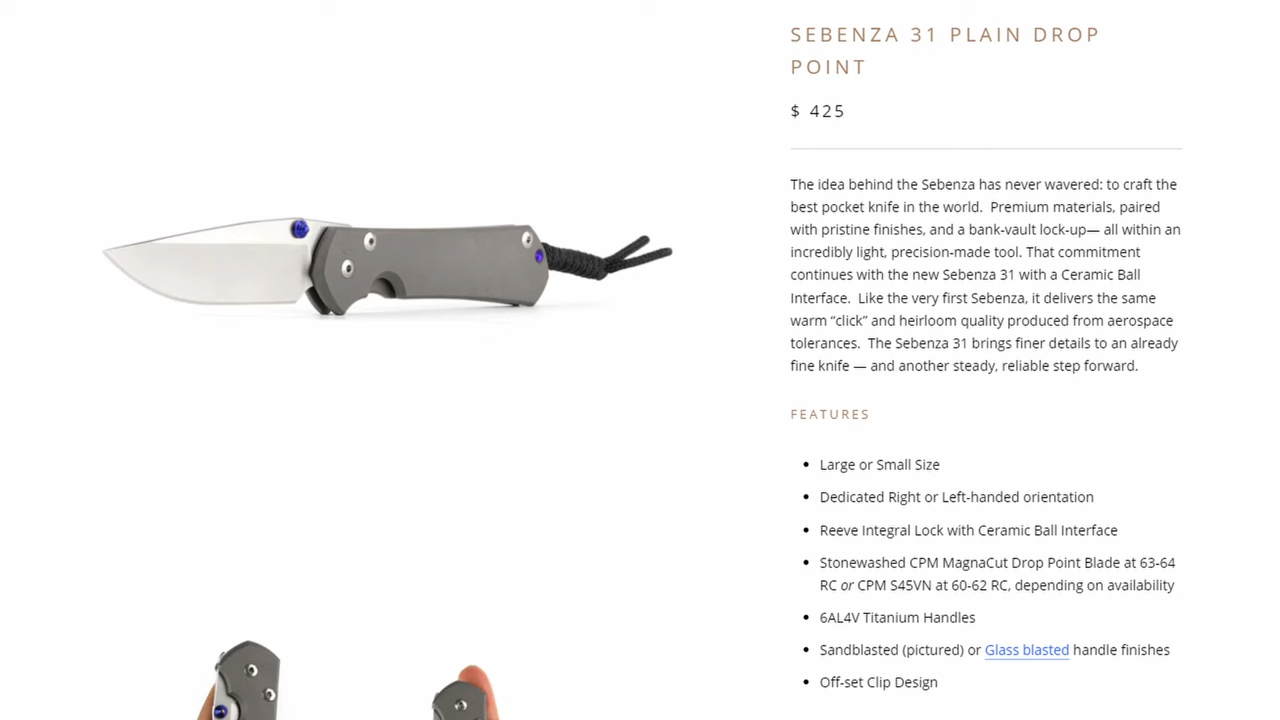 SEBENZA 31 PLAIN DROP
POINT
$ 425
The idea behind the Sebenza has never wavered: to craft the
best pocket knife in the world.  Premium materials, paired
with pristine finishes, and a bank-vault lock-up— all within an
incredibly light, precision-made tool. That commitment
continues with the new Sebenza 31 with a Ceramic Ball
Interface.  Like the very first Sebenza, it delivers the same
warm “click” and heirloom quality produced from aerospace
tolerances.  The Sebenza 31 brings finer details to an already
fine knife — and another steady, reliable step forward.
FEATURES
• Large or Small Size
• Dedicated Right or Left-handed orientation
• Reeve Integral Lock with Ceramic Ball Interface
• Stonewashed CPM MagnaCut Drop Point Blade at 63-64
RC or CPM S45VN at 60-62 RC, depending on availability
• 6AL4V Titanium Handles
• Sandblasted (pictured) or Glass blasted handle finishes
• Off-set Clip Design